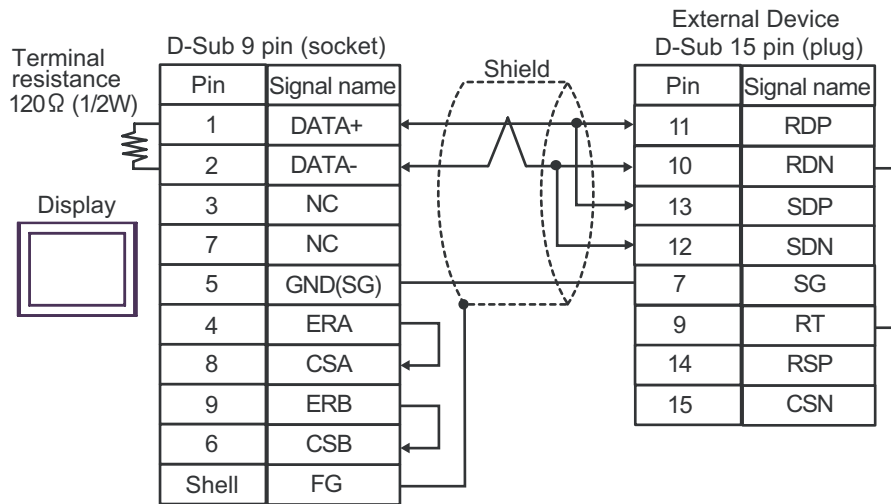 External Device
D-Sub 9 pin (socket)
D-Sub 15 pin (plug)
Terminal
resistance
120Ω (1/2W)
Shield
Display
Pin Signal name
1 DATA+
2 DATA-
3 NC
7 NC
5 GND(SG)
4 ERA
8 CSA
9 ERB
6 CSB
Shell FG
Pin Signal name
11 RDP
10 RDN
13 SDP
12 SDN
7 SG
9 RT
14 RSP
15 CSN